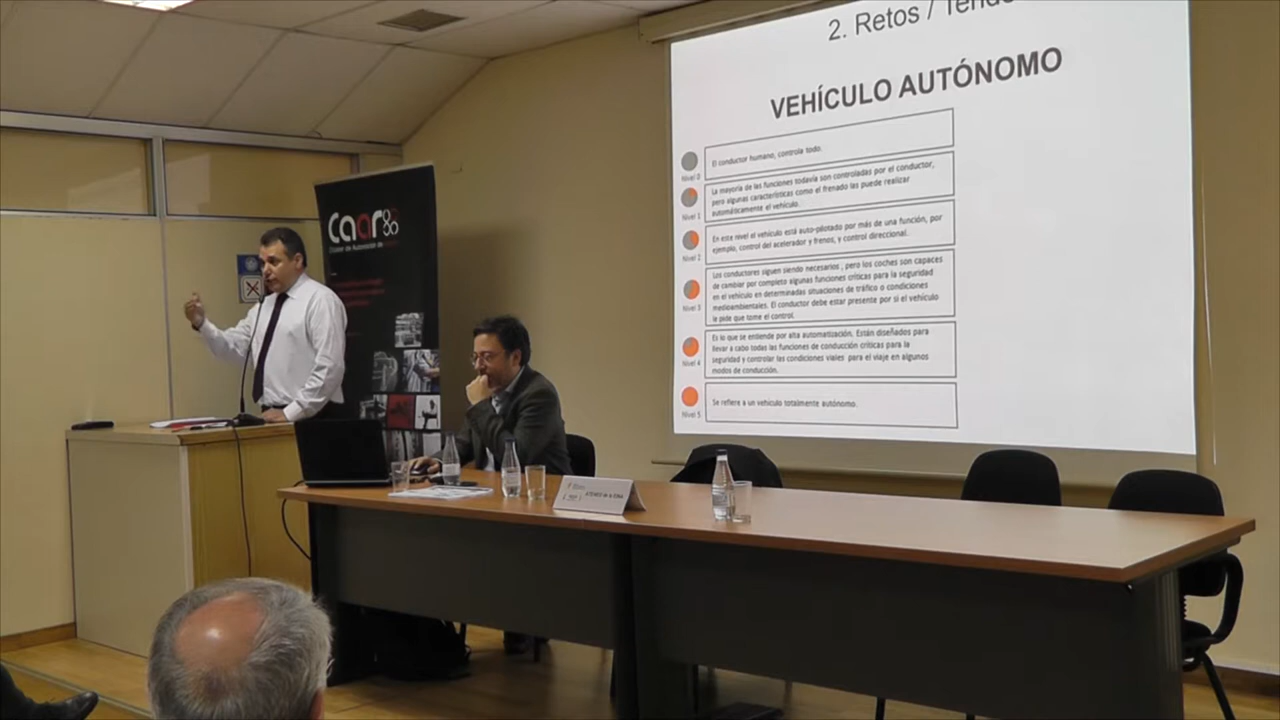 2. Retos /
VEHÍCULO AUTÓNOMO
Nivel 0
El conductor humano, controla todo.
Nivel 1
La mayoría de las funciones todavía son controladas por el conductor,
pero algunas características como el frenado las puede realizar
automáticamente el vehículo.
Nivel 2
En este nivel el vehículo está auto-pilotado por más de una función, por
ejemplo, control del acelerador y frenos, y control direccional.
Nivel 3
Los conductores siguen siendo necesarios , pero los coches son capaces
de cambiar por completo algunas funciones críticas para la seguridad
en el vehículo en determinadas situaciones de tráfico o condiciones
medioambientales. El conductor debe estar presente por si el vehículo
le pide que tome el control.
Nivel 4
Es lo que se entiende por alta automatización. Están diseñados para
llevar a cabo todas las funciones de conducción críticas para la
seguridad y controlar las condiciones viales para el viaje en algunos
modos de conducción.
Nivel 5
Se refiere a un vehículo totalmente autónomo.
caar
Clúster de Automoción de